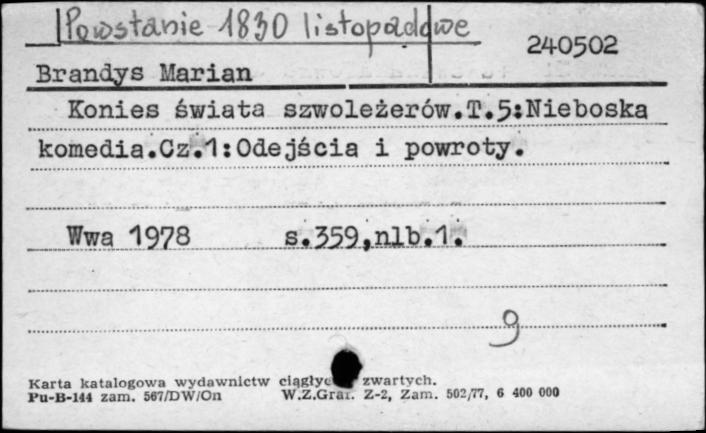 Powstanie 1830 listopadowe
240502
Brandys Marian
Konies świata szwoleżerów.T.5:Nieboska
komedia.Cz.1:Odejścia i powroty.
Wwa 1978 s.359,nlb.1.
9
Karta katalogowa wydawnictw zwartych.
Pu-B-144 zam. 567/DW/On W.Z.Graf. Z-2, Zam. 502/77, 6 400 000